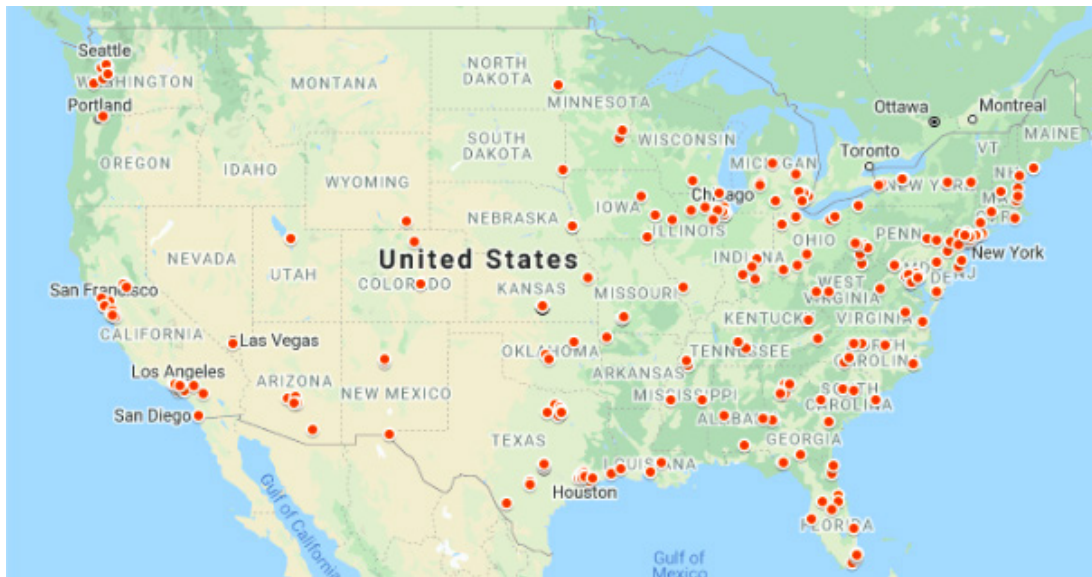 Seattle
WASHINGTON
Portland
OREGON
IDAHO
MONTANA
NORTH
DAKOTA
SOUTH
DAKOTA
WYOMING
MINNESOTA
WISCONSIN
MICHIGAN
Ottawa
Montreal
MAINE
Toronto
VT
NEW YORK
Chicago
IOWA
NEBRASKA
ILLINOIS
INDIANA
OHIO
PENN
New York
NEVADA
UTAH
COLORADO
United States
KANSAS
MISSOURI
WEST
VIRGINIA
KENTUCKY
VIRGINIA
San Francisco
CALIFORNIA
Las Vegas
Los Angeles
San Diego
ARIZONA
NEW MEXICO
OKLAHOMA
ARKANSAS
TENNESSEE
NORTH
CAROLINA
SOUTH
CAROLINA
MISSISSIPPI
ALABAMA
GEORGIA
TEXAS
LOUISIANA
Houston
FLORIDA
Gulf of
California
Gulf of
Mexico